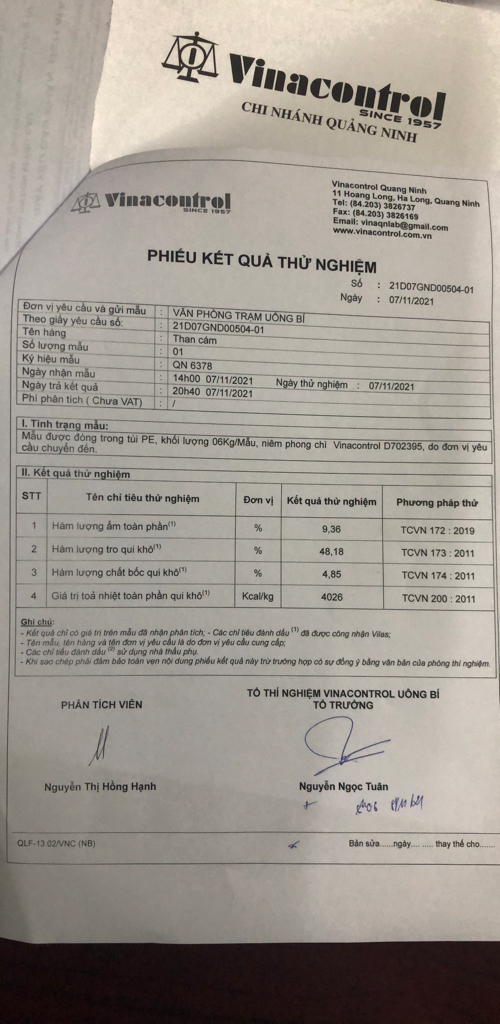 Vinacontrol
SINCE 1957
CHI NHÁNH QUẢNG NINH
Vinacontrol
SINCE 1957
Vinacontrol Quang Ninh
11 Hoang Long, Ha Long, Quang Ninh
Tel: (84.203) 3826737
Fax: (84.203) 3826169
Email: vinaqnlab@gmail.com
www.vinacontrol.com.vn
PHIẾU KẾT QUẢ THỬ NGHIỆM
Số : 21D07GND00504-01
Ngày : 07/11/2021
Đơn vị yêu cầu và gửi mẫu : VĂN PHÒNG TRẠM UÔNG BÍ
Theo giấy yêu cầu số: : 21D07GND00504-01
Tên hàng : Than cám
Số lượng mẫu : 01
Ký hiệu mẫu : QN 6378
Ngày nhận mẫu : 14h00 07/11/2021 Ngày thử nghiệm : 07/11/2021
Ngày trả kết quả : 20h40 07/11/2021
Phí phân tích ( Chưa VAT) : /
I. Tình trạng mẫu:
Mẫu được đóng trong túi PE, khối lượng 06Kg/Mẫu, niêm phong chì Vinacontrol D702395, do đơn vị yêu
cầu chuyển đến.
II. Kết quả thử nghiệm
STT Tên chỉ tiêu thử nghiệm Đơn vị Kết quả thử nghiệm Phương pháp thử
1 Hàm lượng ẩm toàn phần(1) % 9,36 TCVN 172 : 2019
2 Hàm lượng tro qui khô(1) % 48,18 TCVN 173 : 2011
3 Hàm lượng chất bốc qui khô(1) % 4,85 TCVN 174 : 2011
4 Giá trị toả nhiệt toàn phần qui khô(1) Kcal/kg 4026 TCVN 200 : 2011
Ghi chú:
- Kết quả chỉ có giá trị trên mẫu đã nhận phân tích; - Các chỉ tiêu đánh dấu (1) đã được công nhận Vilas;
- Tên mẫu, tên hàng và tên đơn vị yêu cầu là do đơn vị yêu cầu cung cấp;
- Các chỉ tiêu đánh dấu (2) sử dụng nhà thầu phụ.
- Khi sao chép phải đảm bảo toàn vẹn nội dung phiếu kết quả này trừ trường hợp có sự đồng ý bằng văn bản của phòng thí nghiệm.
PHÂN TÍCH VIÊN
TỔ THÍ NGHIỆM VINACONTROL UÔNG BÍ
TỔ TRƯỞNG
Nguyễn Thị Hồng Hạnh
Nguyễn Ngọc Tuân
QLF-13.02/VNC (NB)
Bản sửa......ngày.... ..... thay thế cho.......